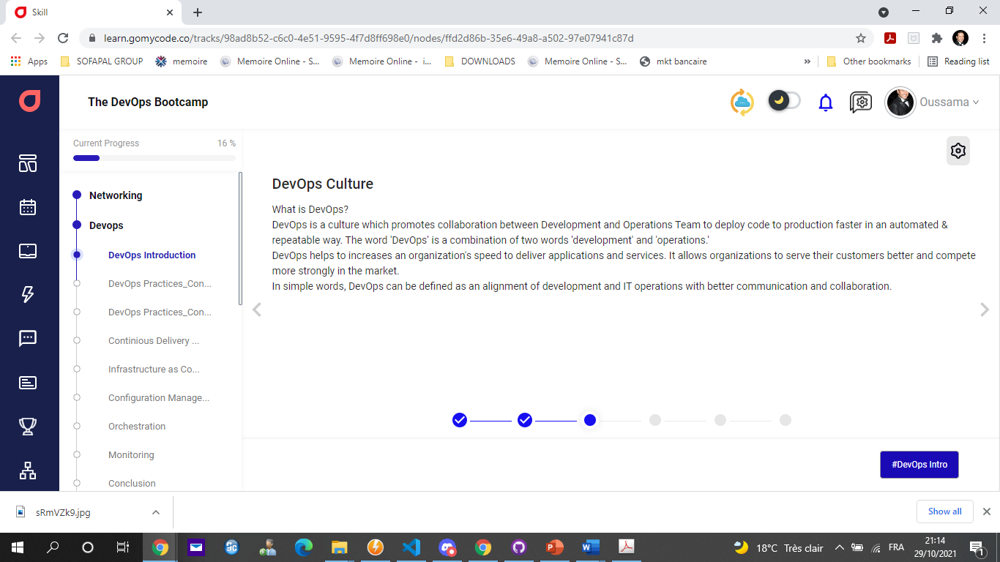 Skill
learn.gomycode.co/tracks/98ad8b52-c6c0-4e51-9595-4f7d8ff698e0/nodes/ffd2d86b-35e6-49a8-a502-97e07941c87d
Apps SOFAPAL GROUP memoire Memoire Online - S... Memoire Online - i... DOWNLOADS Memoire Online - S... mkt bancaire » Other bookmarks Reading list
The DevOps Bootcamp
Oussama
Current Progress 16 %
Networking
Devops
DevOps Introduction
DevOps Practices_Con...
DevOps Practices_Con...
Continious Delivery ...
Infrastructure as Co...
Configuration Manage...
Orchestration
Monitoring
Conclusion
DevOps Culture
What is DevOps?
DevOps is a culture which promotes collaboration between Development and Operations Team to deploy code to production faster in an automated &
repeatable way. The word 'DevOps' is a combination of two words 'development' and 'operations.'
DevOps helps to increases an organization's speed to deliver applications and services. It allows organizations to serve their customers better and compete
more strongly in the market.
In simple words, DevOps can be defined as an alignment of development and IT operations with better communication and collaboration.
#DevOps Intro
sRmVZk9.jpg
Show all
18°C Très clair
FRA
21:14
29/10/2021
1